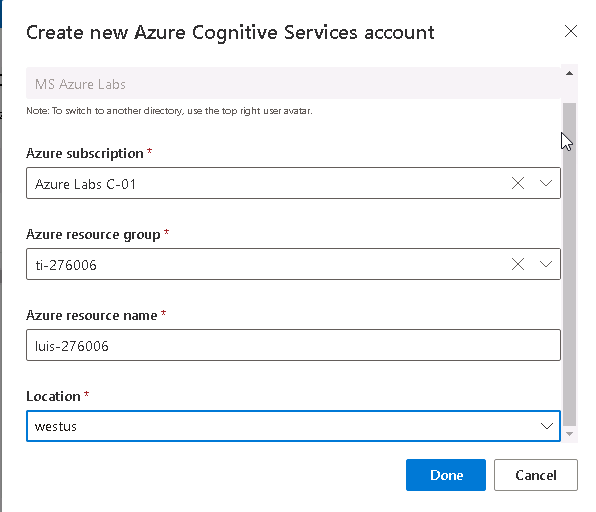 Create new Azure Cognitive Services account
MS Azure Labs
Note: To switch to another directory, use the top right user avatar.
Azure subscription *
Azure Labs C-01
Azure resource group *
ti-276006
Azure resource name *
luis-276006
Location *
westus
Done
Cancel